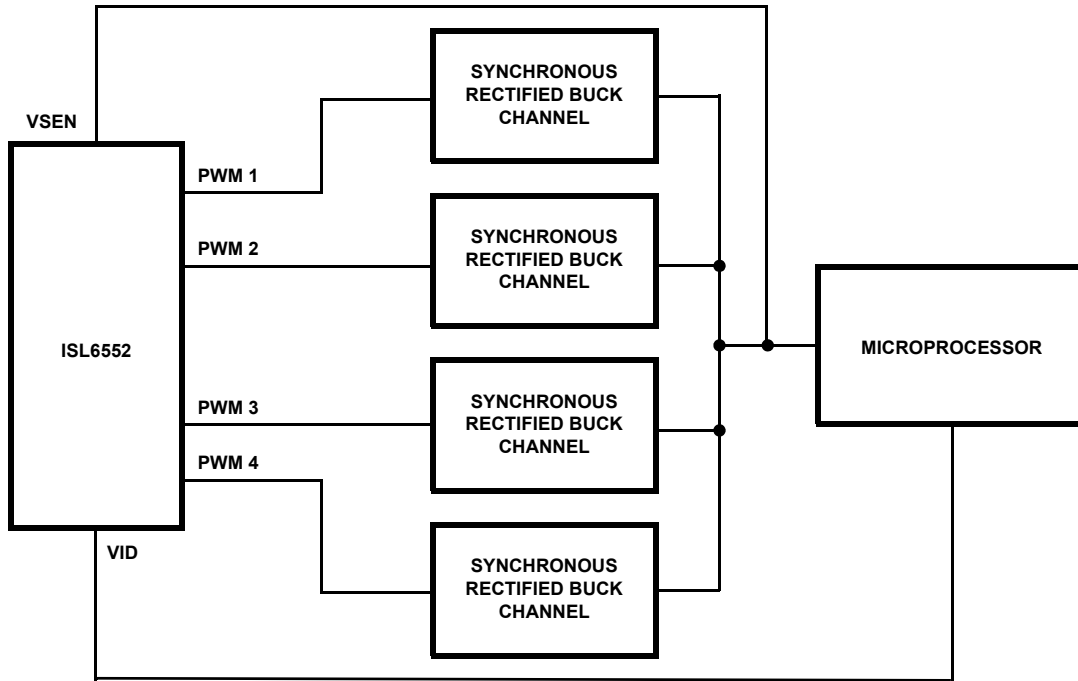 SYNCHRONOUS
RECTIFIED BUCK
CHANNEL
VSEN
PWM 1
SYNCHRONOUS
RECTIFIED BUCK
CHANNEL
PWM 2
ISL6552
MICROPROCESSOR
SYNCHRONOUS
RECTIFIED BUCK
CHANNEL
PWM 3
PWM 4
VID
SYNCHRONOUS
RECTIFIED BUCK
CHANNEL